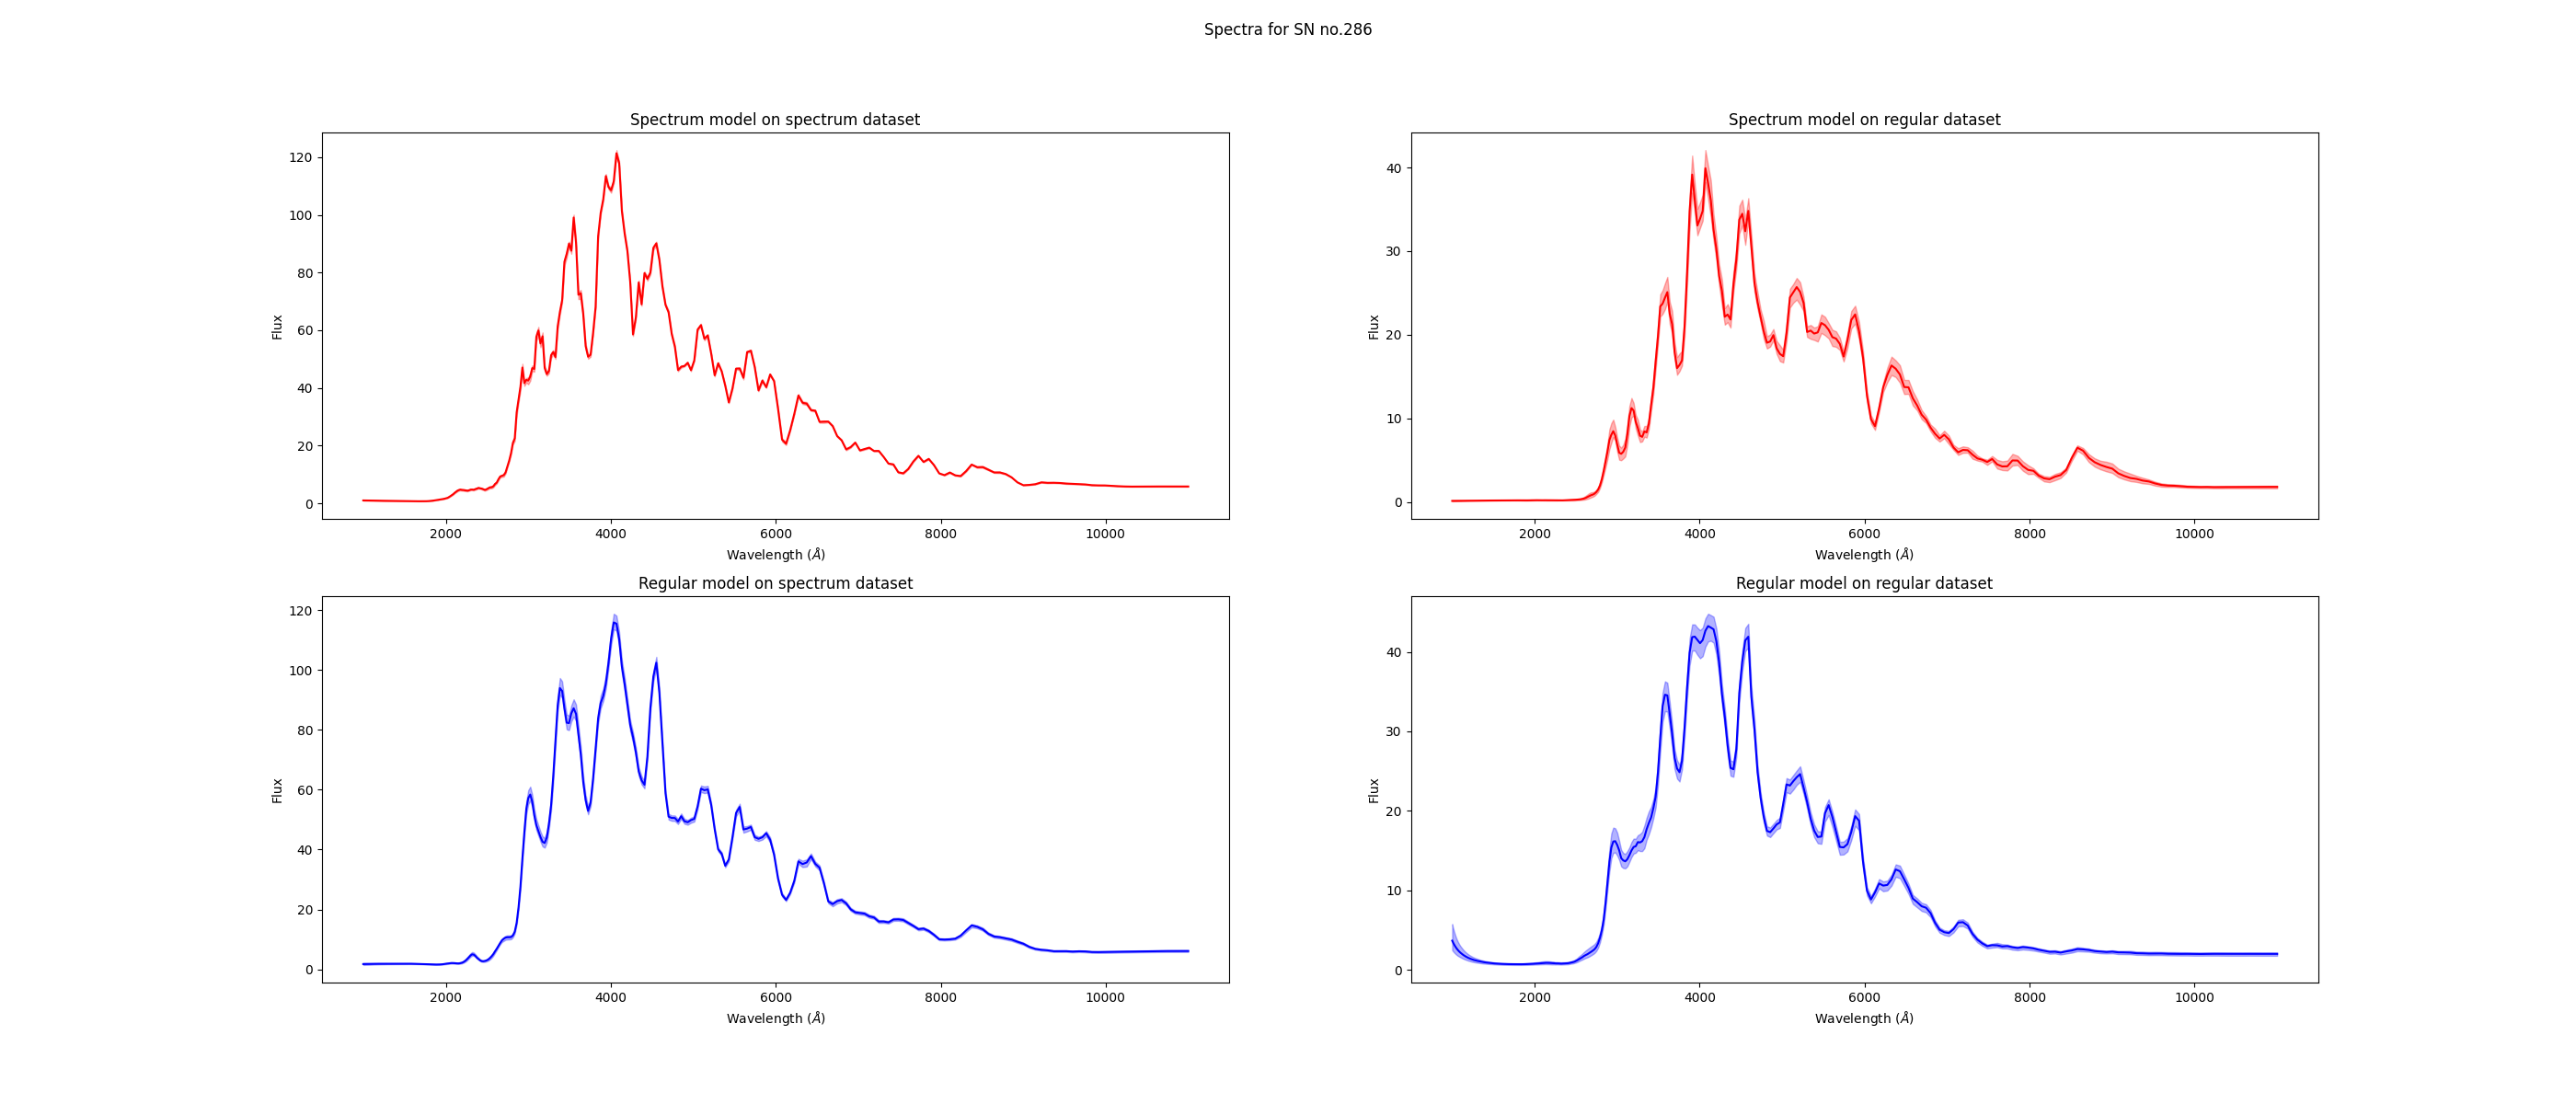 Spectra for SN no.286
Spectrum model on spectrum dataset
120
100
80
60
40
20
0
Flux
2000 4000 6000 8000 10000
Wavelength (Å)
Spectrum model on regular dataset
40
30
20
10
0
Flux
2000 4000 6000 8000 10000
Wavelength (Å)
Regular model on spectrum dataset
120
100
80
60
40
20
0
Flux
2000 4000 6000 8000 10000
Wavelength (Å)
Regular model on regular dataset
40
30
20
10
0
Flux
2000 4000 6000 8000 10000
Wavelength (Å)